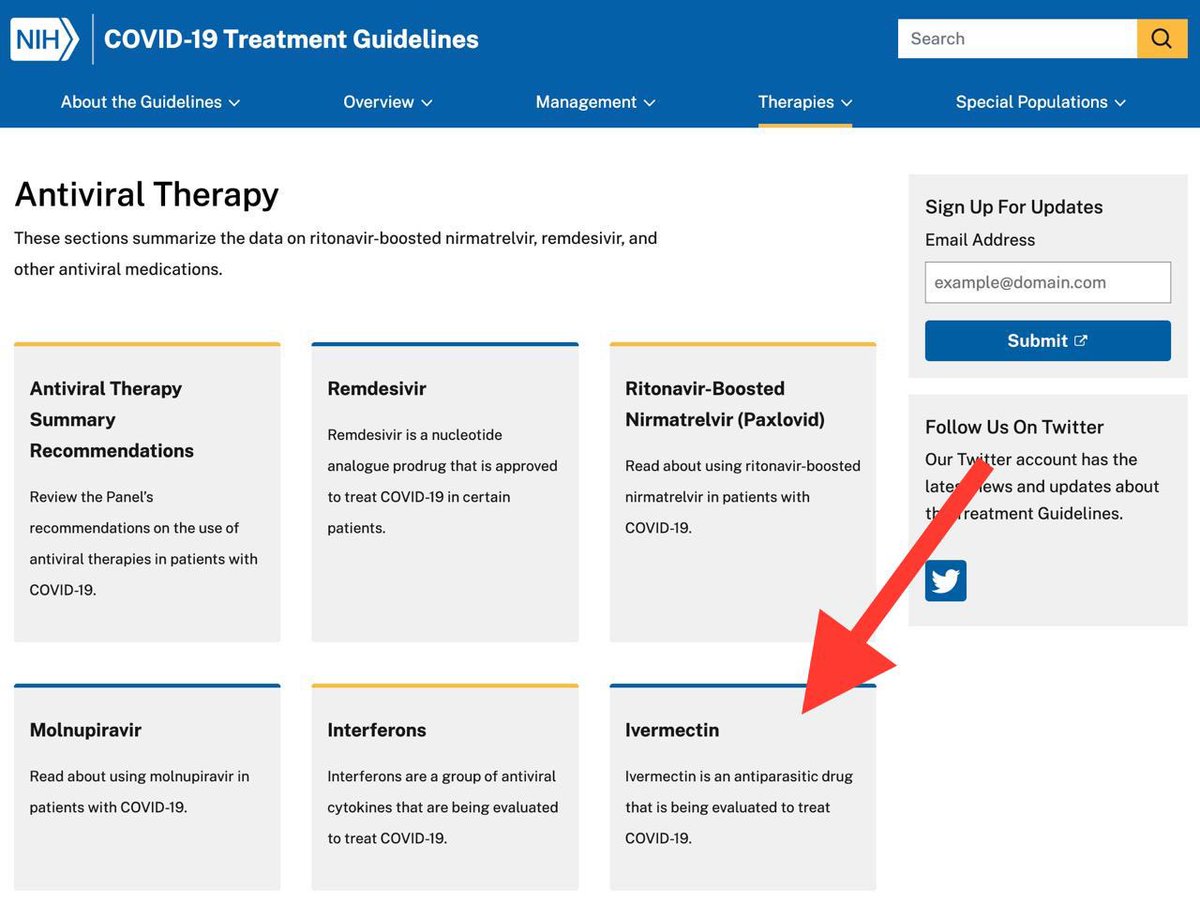 NIH
COVID-19 Treatment Guidelines
Search
About the Guidelines
Overview
Management
Therapies
Special Populations
Antiviral Therapy
These sections summarize the data on ritonavir-boosted nirmatrelvir, remdesivir, and
other antiviral medications.
Antiviral Therapy
Summary
Recommendations
Review the Panel's
recommendations on the use of
antiviral therapies in patients with
COVID-19.
Remdesivir
Remdesivir is a nucleotide
analogue prodrug that is approved
to treat COVID-19 in certain
patients.
Ritonavir-Boosted
Nirmatrelvir (Paxlovid)
Read about using ritonavir-boosted
nirmatrelvir in patients with
COVID-19.
Molnupiravir
Read about using molnupiravir in
patients with COVID-19.
Interferons
Interferons are a group of antiviral
cytokines that are being evaluated
to treat COVID-19.
Ivermectin
Ivermectin is an antiparasitic drug
that is being evaluated to treat
COVID-19.
Sign Up For Updates
Email Address
example@domain.com
Submit
Follow Us On Twitter
Our Twitter account has the
latest news and updates about
the Treatment Guidelines.